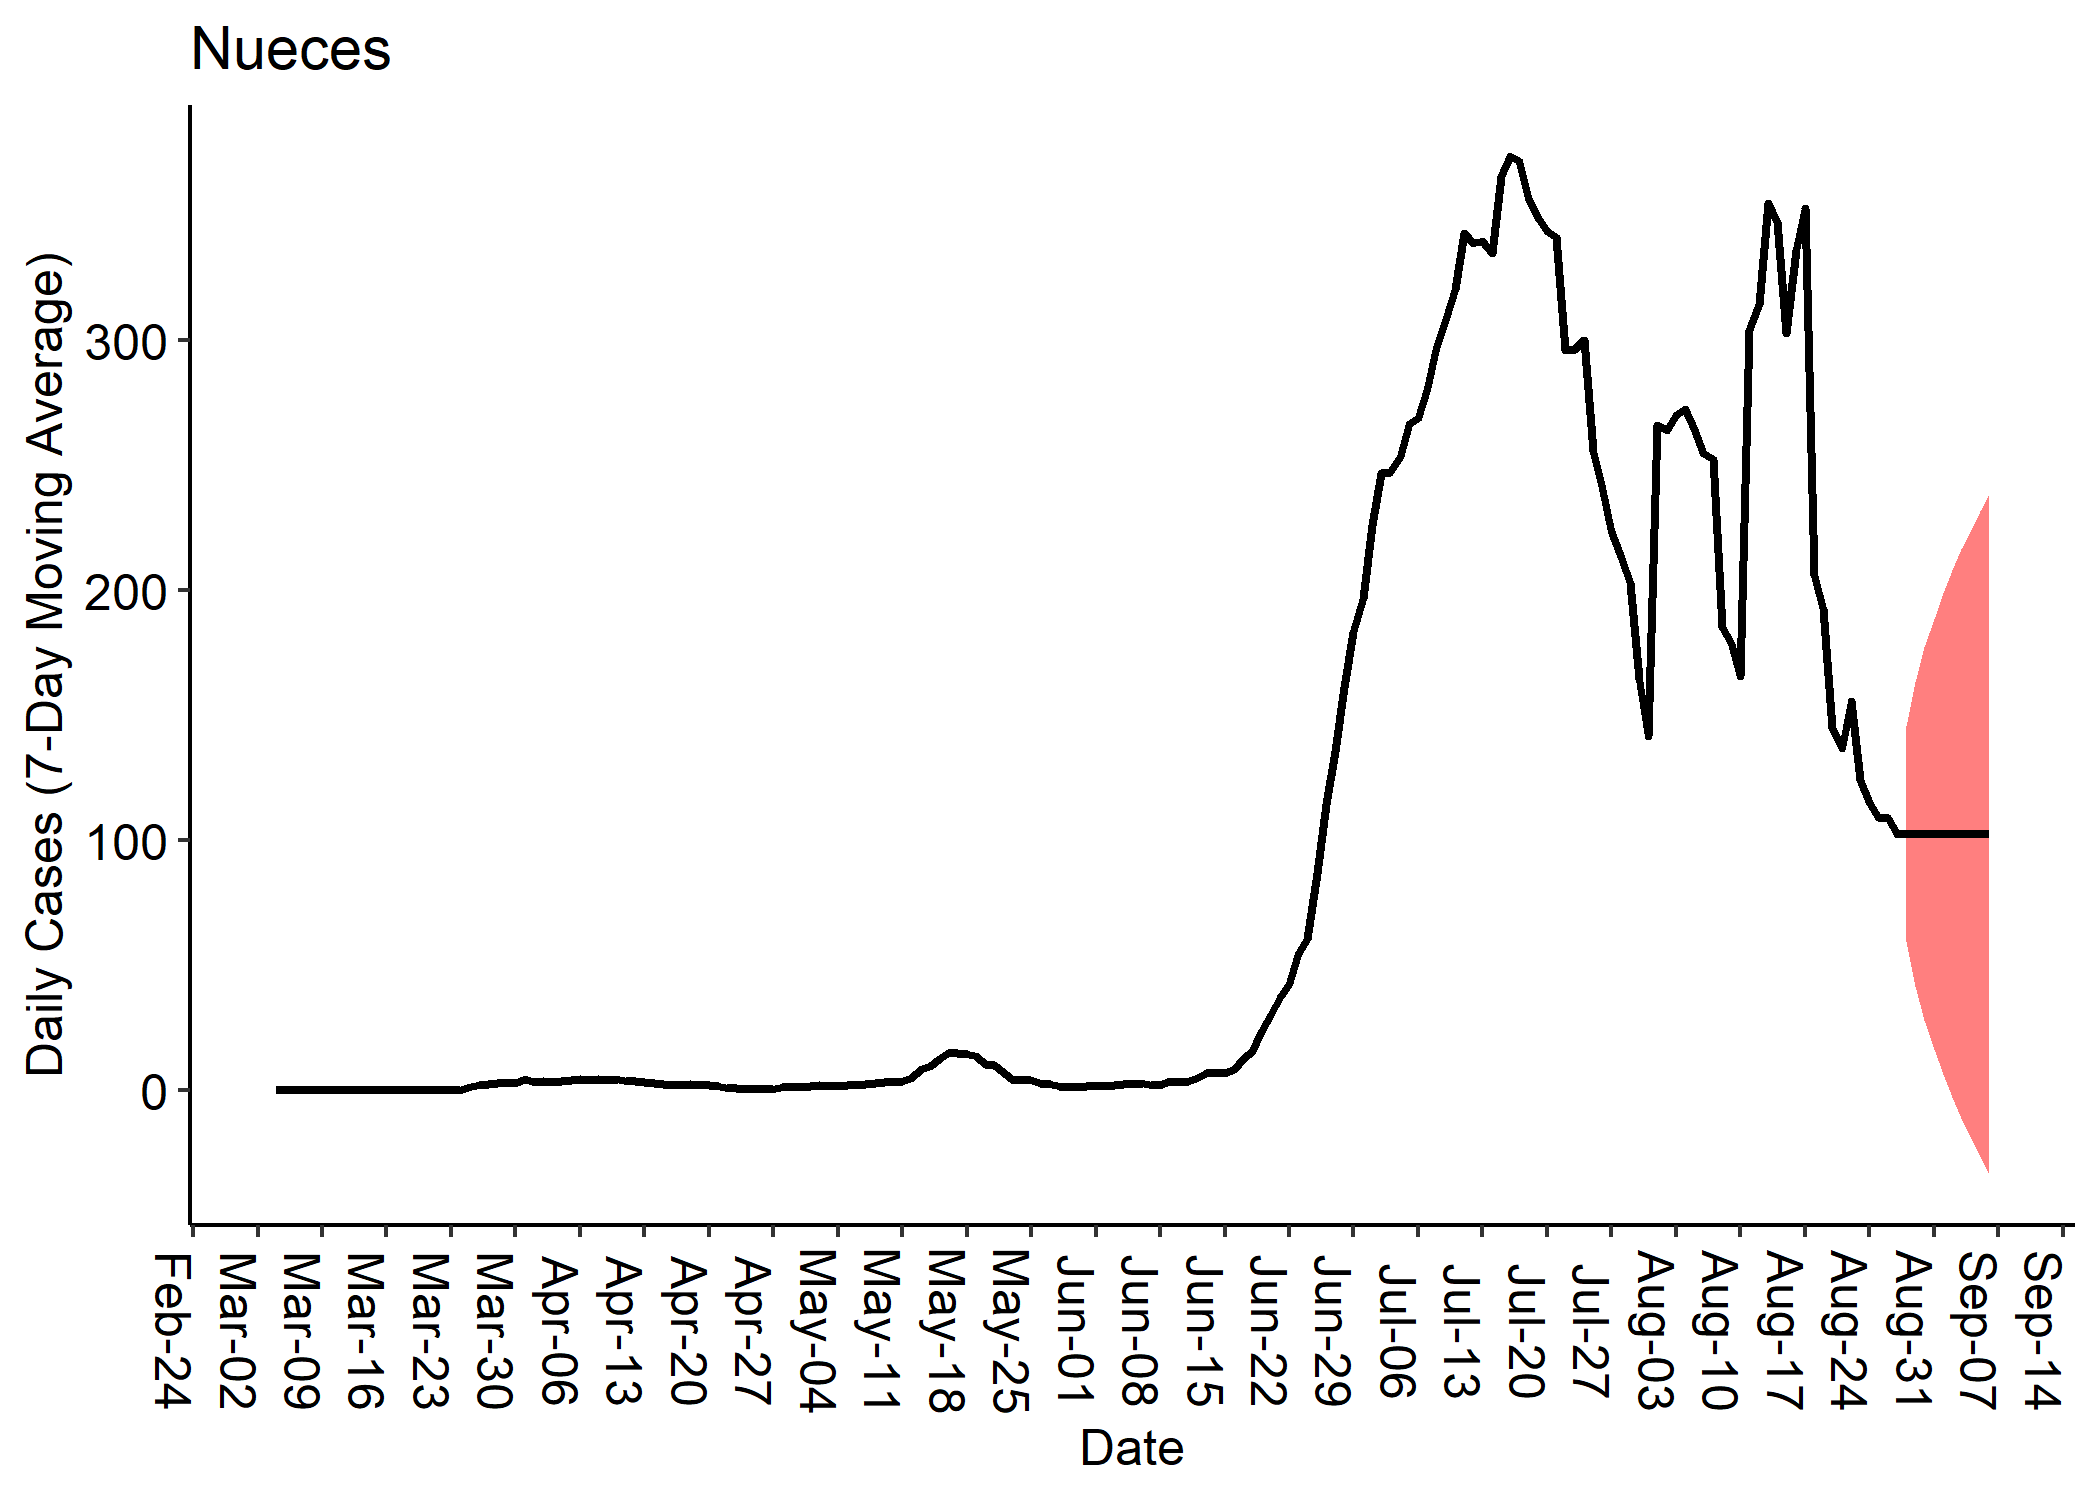 Nueces
Daily Cases (7-Day Moving Average)
300
200
100
0
Feb-24
Mar-02
Mar-09
Mar-16
Mar-23
Mar-30
Apr-06
Apr-13
Apr-20
Apr-27
May-04
May-11
May-18
May-25
Jun-01
Jun-08
Jun-15
Jun-22
Jun-29
Jul-06
Jul-13
Jul-20
Jul-27
Aug-03
Aug-10
Aug-17
Aug-24
Aug-31
Sep-07
Sep-14
Date